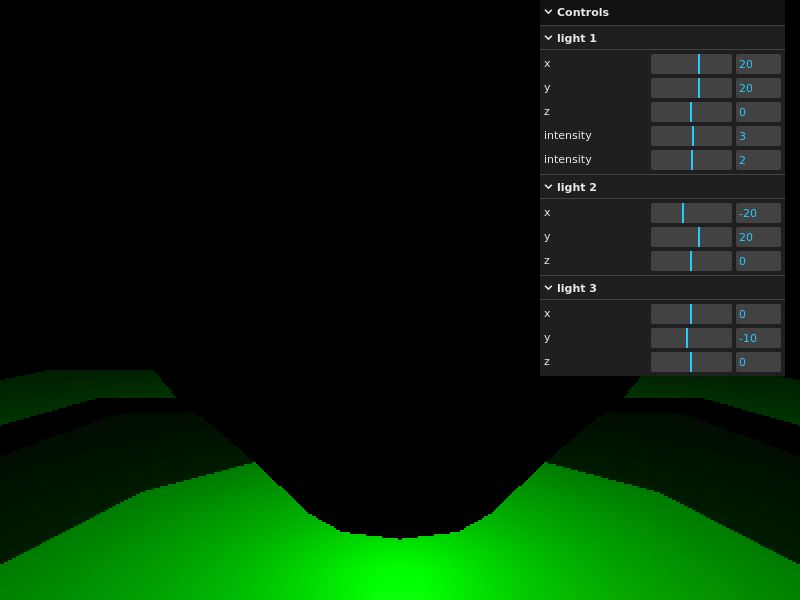 Controls
light 1
x 20
y 20
z 0
intensity 3
intensity 2
light 2
x -20
y 20
z 0
light 3
x 0
y -10
z 0